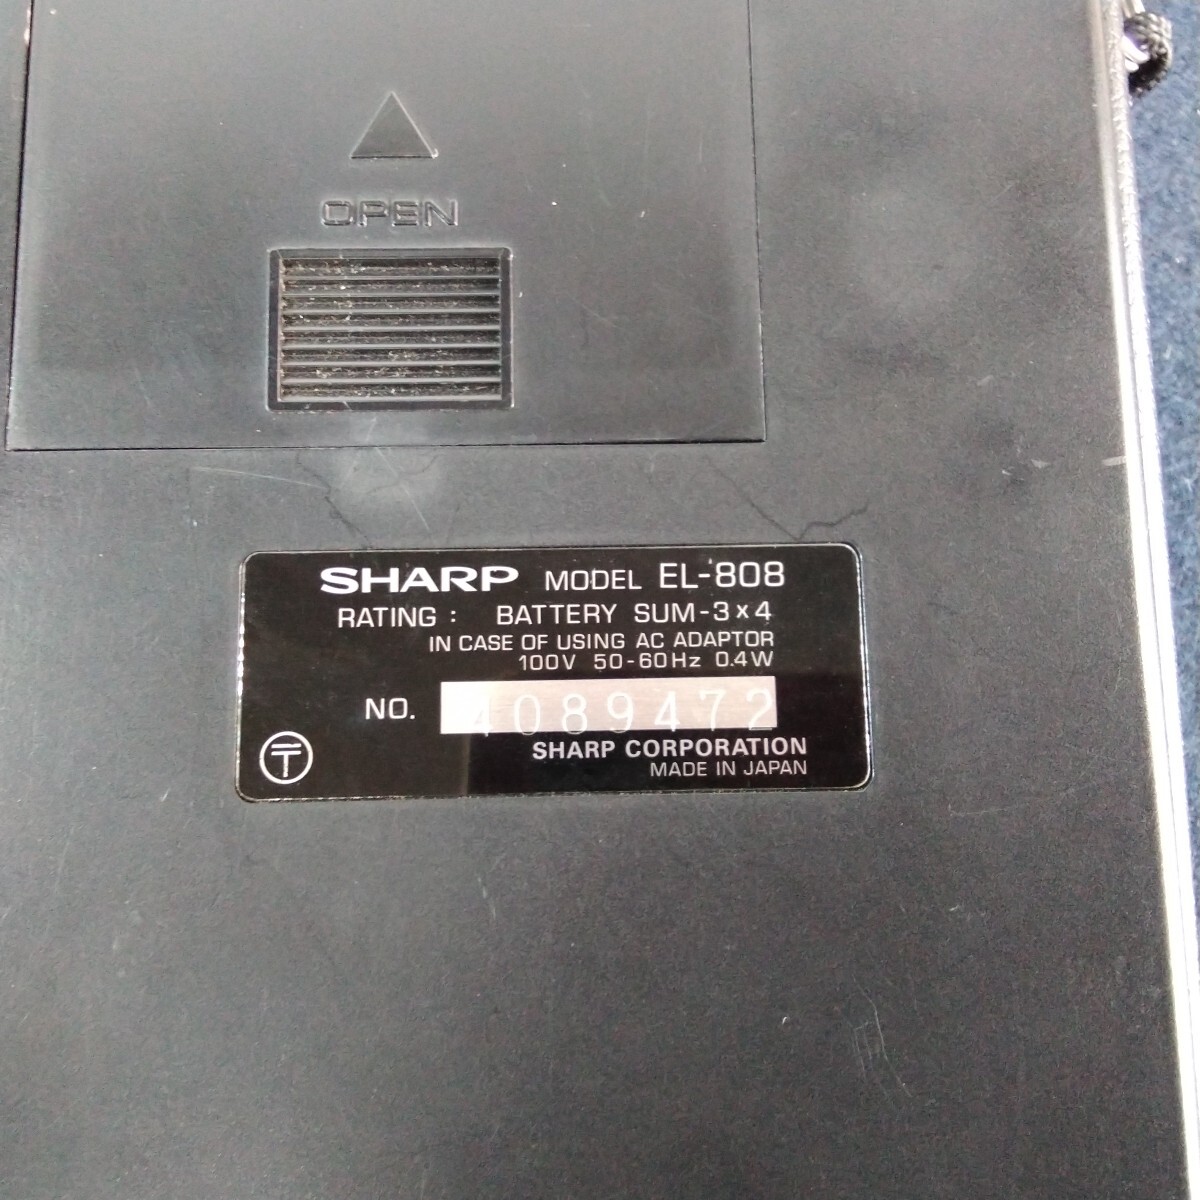 OPEN
SHARP MODEL EL-808
RATING : BATTERY SUM-3×4
IN CASE OF USING AC ADAPTOR
100V 50-60Hz 0.4W
NO. 4089472
SHARP CORPORATION
MADE IN JAPAN